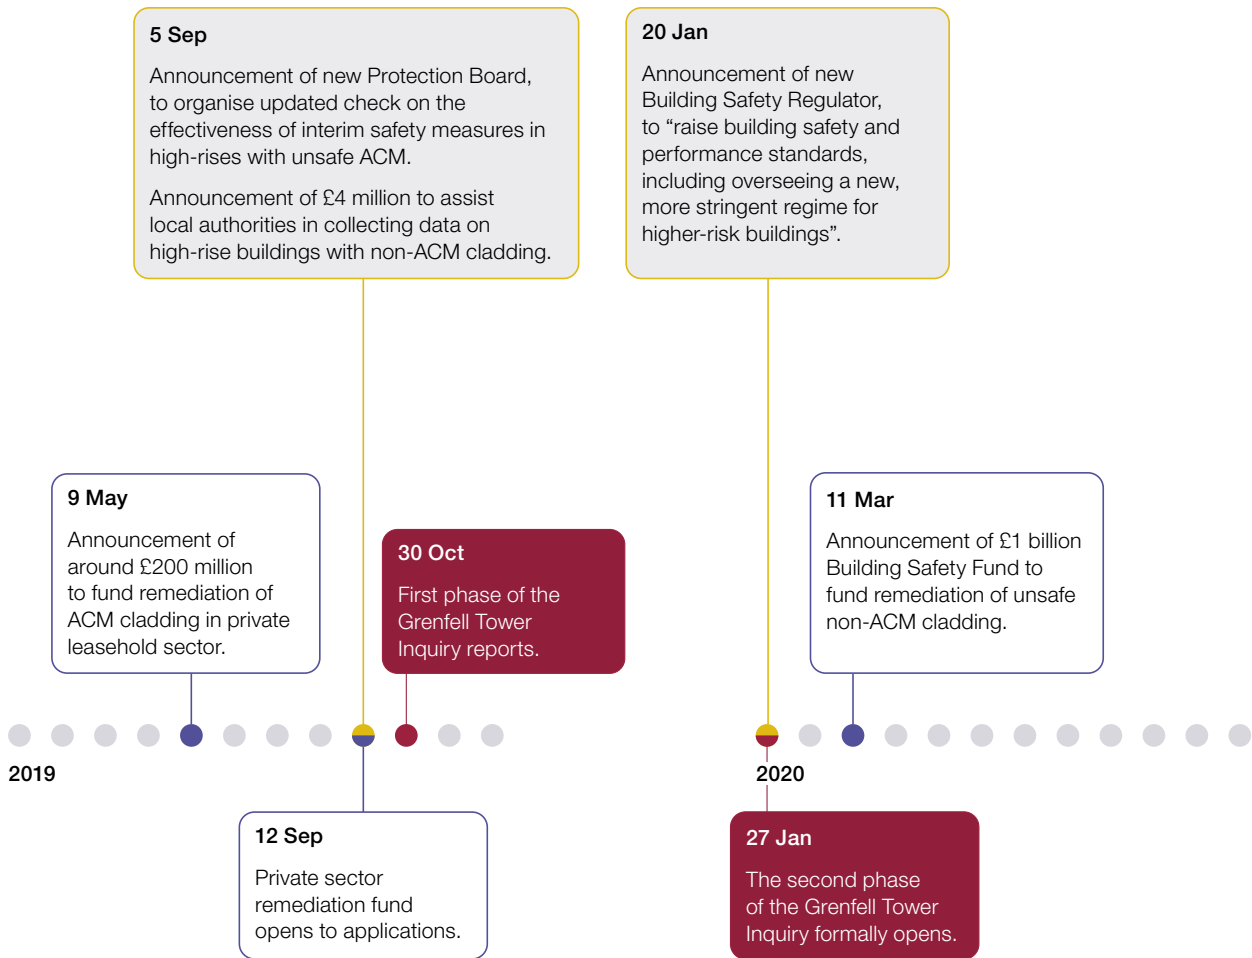 5 Sep
Announcement of new Protection Board,
to organise updated check on the
effectiveness of interim safety measures in
high-rises with unsafe ACM.
Announcement of £4 million to assist
local authorities in collecting data on
high-rise buildings with non-ACM cladding.
20 Jan
Announcement of new
Building Safety Regulator,
to “raise building safety and
performance standards,
including overseeing a new,
more stringent regime for
higher-risk buildings”.
9 May
Announcement of
around £200 million
to fund remediation of
ACM cladding in private
leasehold sector.
30 Oct
First phase of the
Grenfell Tower
Inquiry reports.
11 Mar
Announcement of £1 billion
Building Safety Fund to
fund remediation of unsafe
non-ACM cladding.
2019
2020
12 Sep
Private sector
remediation fund
opens to applications.
27 Jan
The second phase
of the Grenfell Tower
Inquiry formally opens.